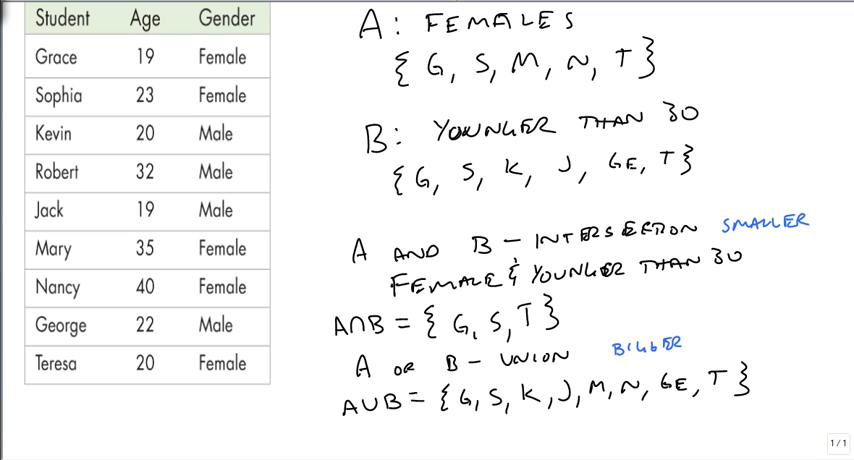 Student Age Gender
Grace 19 Female
Sophia 23 Female
Kevin 20 Male
Robert 32 Male
Jack 19 Male
Mary 35 Female
Nancy 40 Female
George 22 Male
Teresa 20 Female
A: FEMALES
{ G, S, M, N, T }
B: YOUNGER THAN 30
{ G, S, K, J, GE, T }
A AND B - INTERSECTION SMALLER
FEMALE & YOUNGER THAN 30
A∩B = { G, S, T }
A OR B - UNION BIGGER
A∪B = { G, S, K, J, M, N, GE, T }
1 / 1